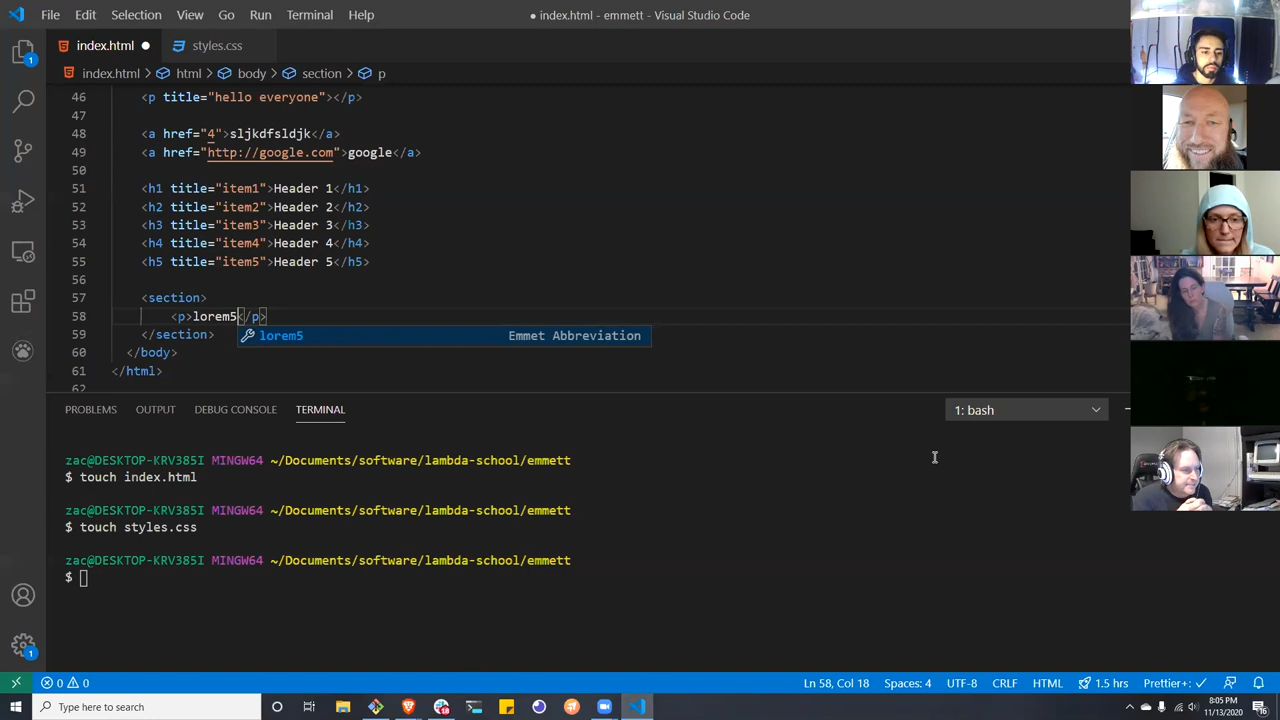 File Edit Selection View Go Run Terminal Help ● index.html - emmett - Visual Studio Code
index.html ● styles.css
index.html > html > body > section > p
46 <p title="hello everyone"></p>
47
48 <a href="4">sljkdfsldjk</a>
49 <a href="http://google.com">google</a>
50
51 <h1 title="item1">Header 1</h1>
52 <h2 title="item2">Header 2</h2>
53 <h3 title="item3">Header 3</h3>
54 <h4 title="item4">Header 4</h4>
55 <h5 title="item5">Header 5</h5>
56
57 <section>
58 <p>lorem5</p>
59 </section>
lorem5 Emmet Abbreviation
60 </body>
61 </html>
62
PROBLEMS OUTPUT DEBUG CONSOLE TERMINAL 1: bash
zac@DESKTOP-KRV385I MINGW64 ~/Documents/software/lambda-school/emmett
$ touch index.html
zac@DESKTOP-KRV385I MINGW64 ~/Documents/software/lambda-school/emmett
$ touch styles.css
zac@DESKTOP-KRV385I MINGW64 ~/Documents/software/lambda-school/emmett
$
0 0 Ln 58, Col 18 Spaces: 4 UTF-8 CRLF HTML 1.5 hrs Prettier+: ✓
Type here to search
8:05 PM
11/13/2020
16